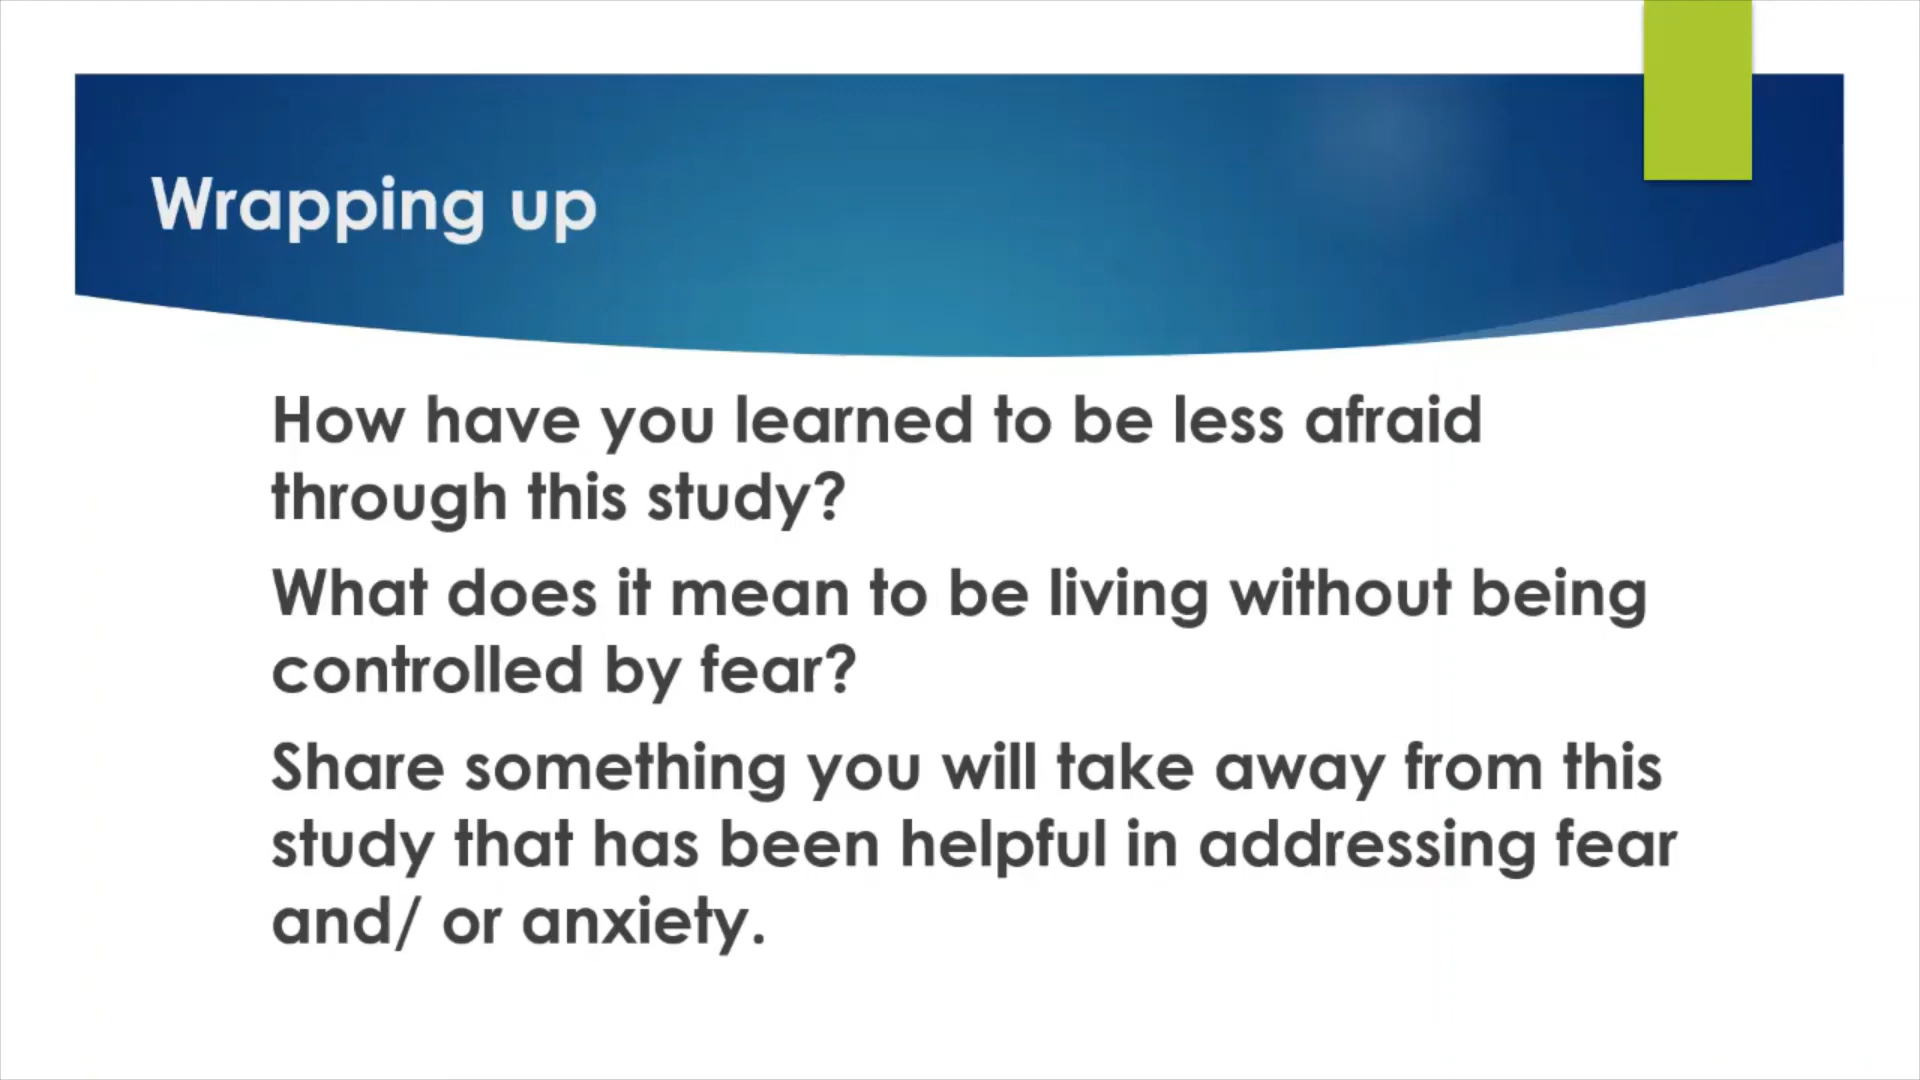 Wrapping up
How have you learned to be less afraid
through this study?
What does it mean to be living without being
controlled by fear?
Share something you will take away from this
study that has been helpful in addressing fear
and/ or anxiety.